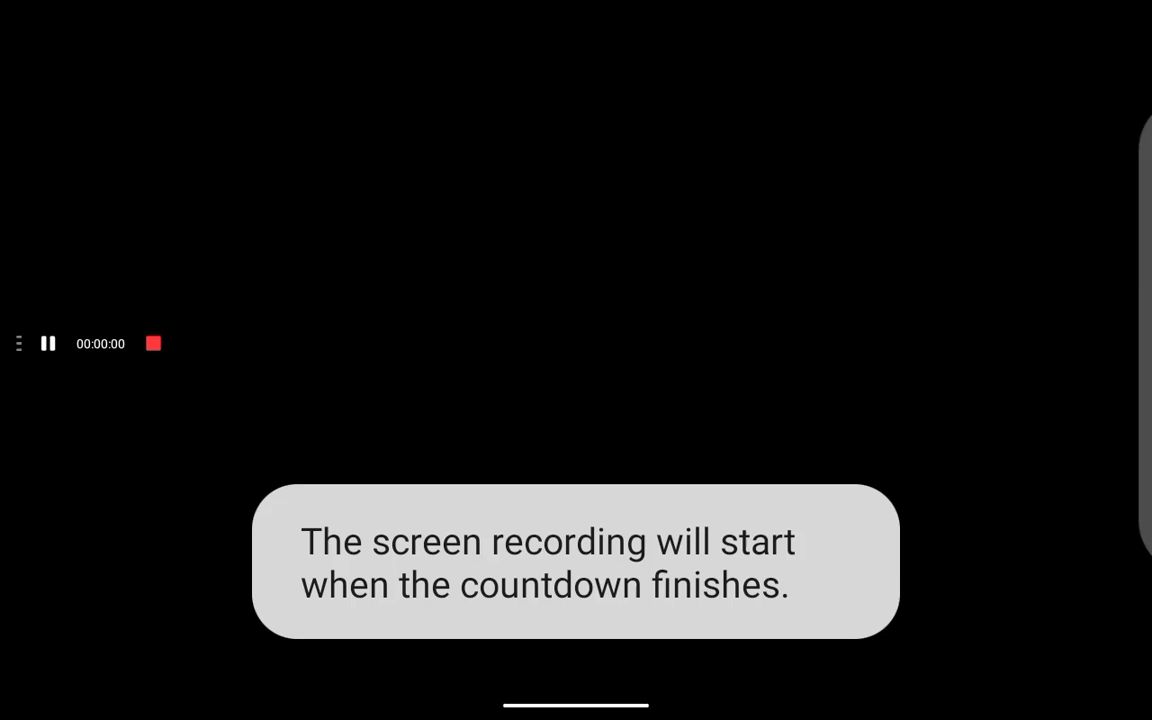 00:00:00
The screen recording will start
when the countdown finishes.